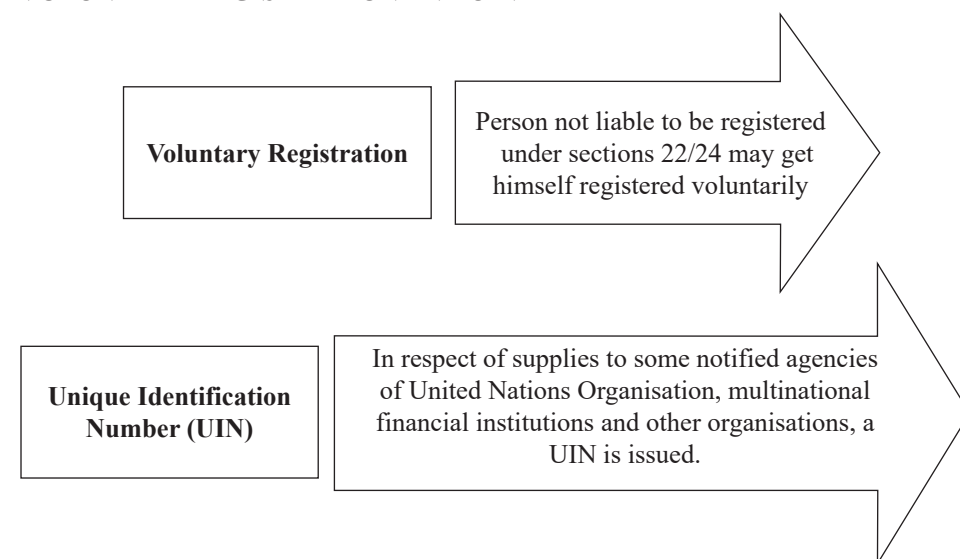 Voluntary Registration
Person not liable to be registered
under sections 22/24 may get
himself registered voluntarily
Unique Identification
Number (UIN)
In respect of supplies to some notified agencies
of United Nations Organisation, multinational
financial institutions and other organisations, a
UIN is issued.